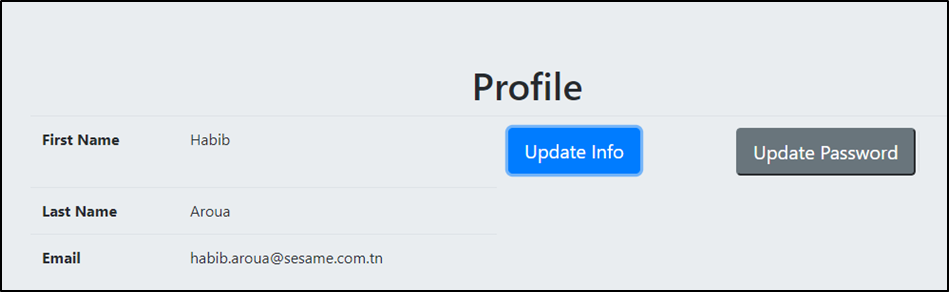 Profile
First Name Habib Update Info Update Password
Last Name Aroua
Email habib.aroua@sesame.com.tn